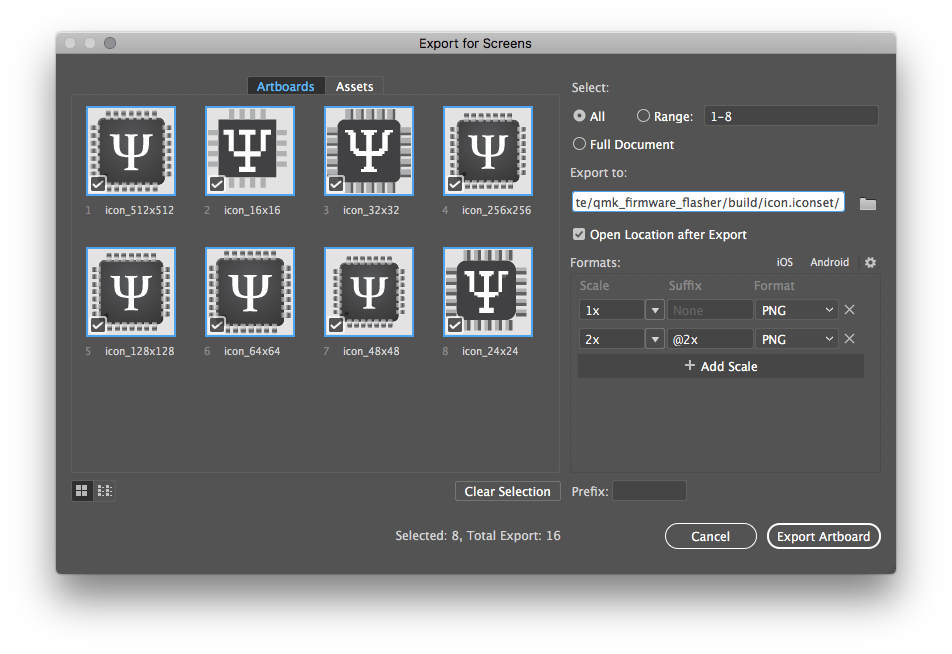 Export for Screens
Artboards Assets
1 icon_512x512 2 icon_16x16 3 icon_32x32 4 icon_256x256
5 icon_128x128 6 icon_64x64 7 icon_48x48 8 icon_24x24
Clear Selection
Select:
All Range: 1-8
Full Document
Export to:
te/qmk_firmware_flasher/build/icon.iconset/
Open Location after Export
Formats: iOS Android
Scale Suffix Format
1x None PNG
2x @2x PNG
+ Add Scale
Prefix:
Selected: 8, Total Export: 16
Cancel Export Artboard